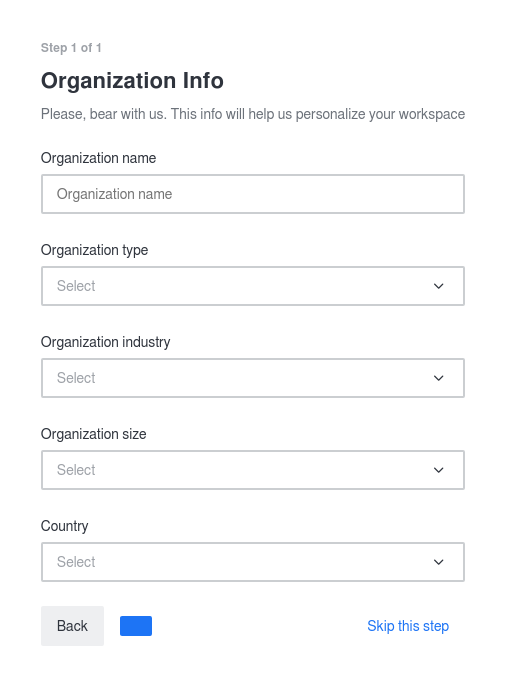 Step 1 of 1
Organization Info
Please, bear with us. This info will help us personalize your workspace
Organization name
Organization name
Organization type
Select
Organization industry
Select
Organization size
Select
Country
Select
Back
Skip this step